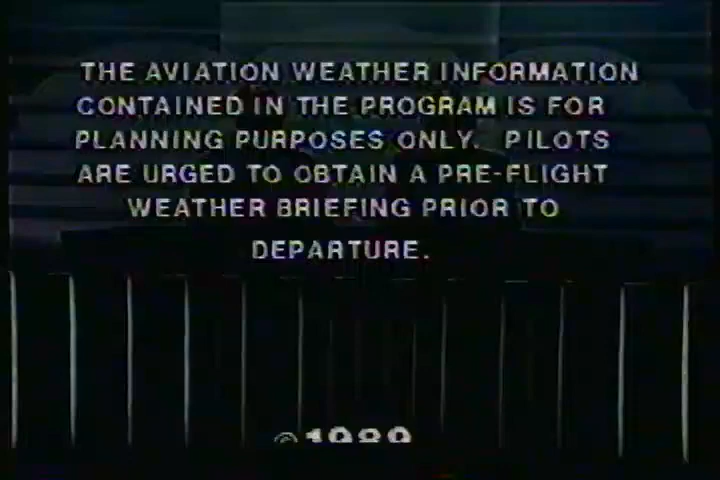 THE AVIATION WEATHER INFORMATION
CONTAINED IN THE PROGRAM IS FOR
PLANNING PURPOSES ONLY. PILOTS
ARE URGED TO OBTAIN A PRE-FLIGHT
WEATHER BRIEFING PRIOR TO
DEPARTURE.
©1989